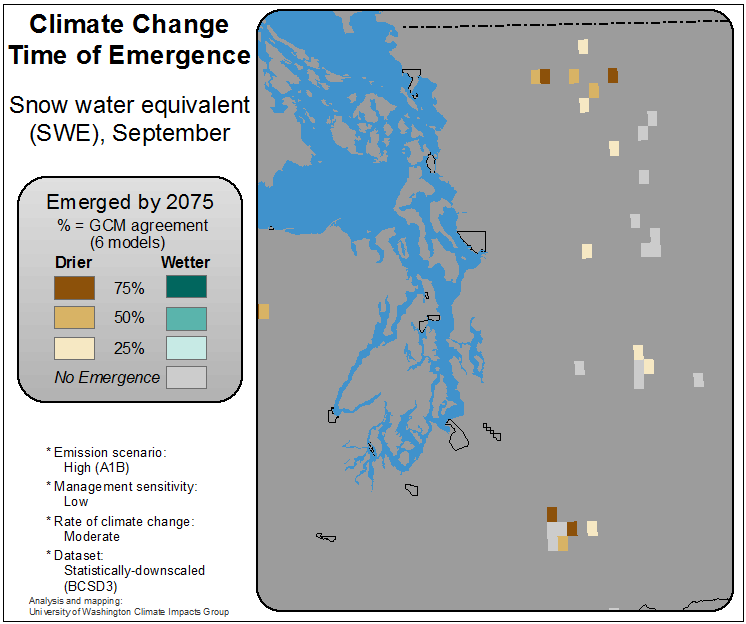 Climate Change
Time of Emergence
Snow water equivalent
(SWE), September
Emerged by 2075
% = GCM agreement
(6 models)
Drier Wetter
75%
50%
25%
No Emergence
* Emission scenario:
High (A1B)
* Management sensitivity:
Low
* Rate of climate change:
Moderate
* Dataset:
Statistically-downscaled
(BCSD3)
Analysis and mapping:
University of Washington Climate Impacts Group